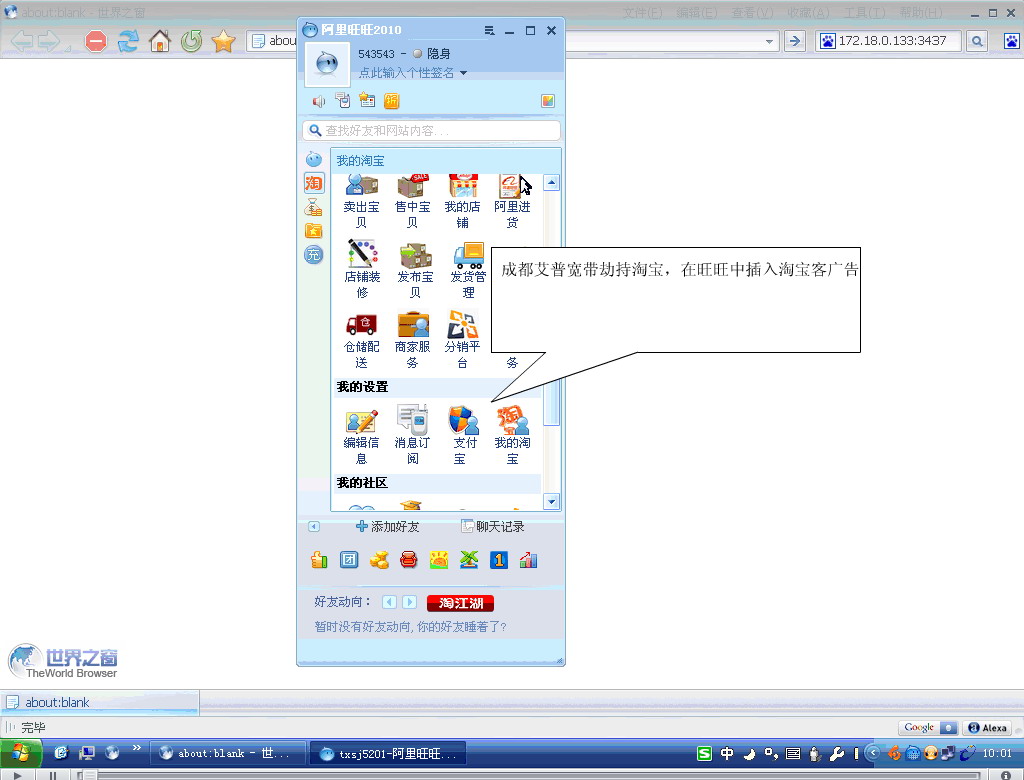 about:blank - 世界之窗
文件(F) 编辑(E) 查看(V) 收藏(A) 工具(T) 帮助(H)
abou
172.18.0.133:3437
阿里旺旺2010
543543 - 隐身
点此输入个性签名
折
查找好友和网站内容...
淘
充
我的淘宝
卖出宝贝
售中宝贝
我的店铺
阿里进货
店铺装修
发布宝贝
发货管理
仓储配送
商家服务
分销平台
务
成都艾普宽带劫持淘宝，在旺旺中插入淘宝客广告
我的设置
编辑信息
消息订阅
支付宝
我的淘宝
我的社区
添加好友
聊天记录
好友动向：
淘江湖
暂时没有好友动向,你的好友睡着了?
世界之窗
TheWorld Browser
about:blank
完毕
Google
Alexa
about:blank - 世...
txsj5201-阿里旺旺...
中
10:01